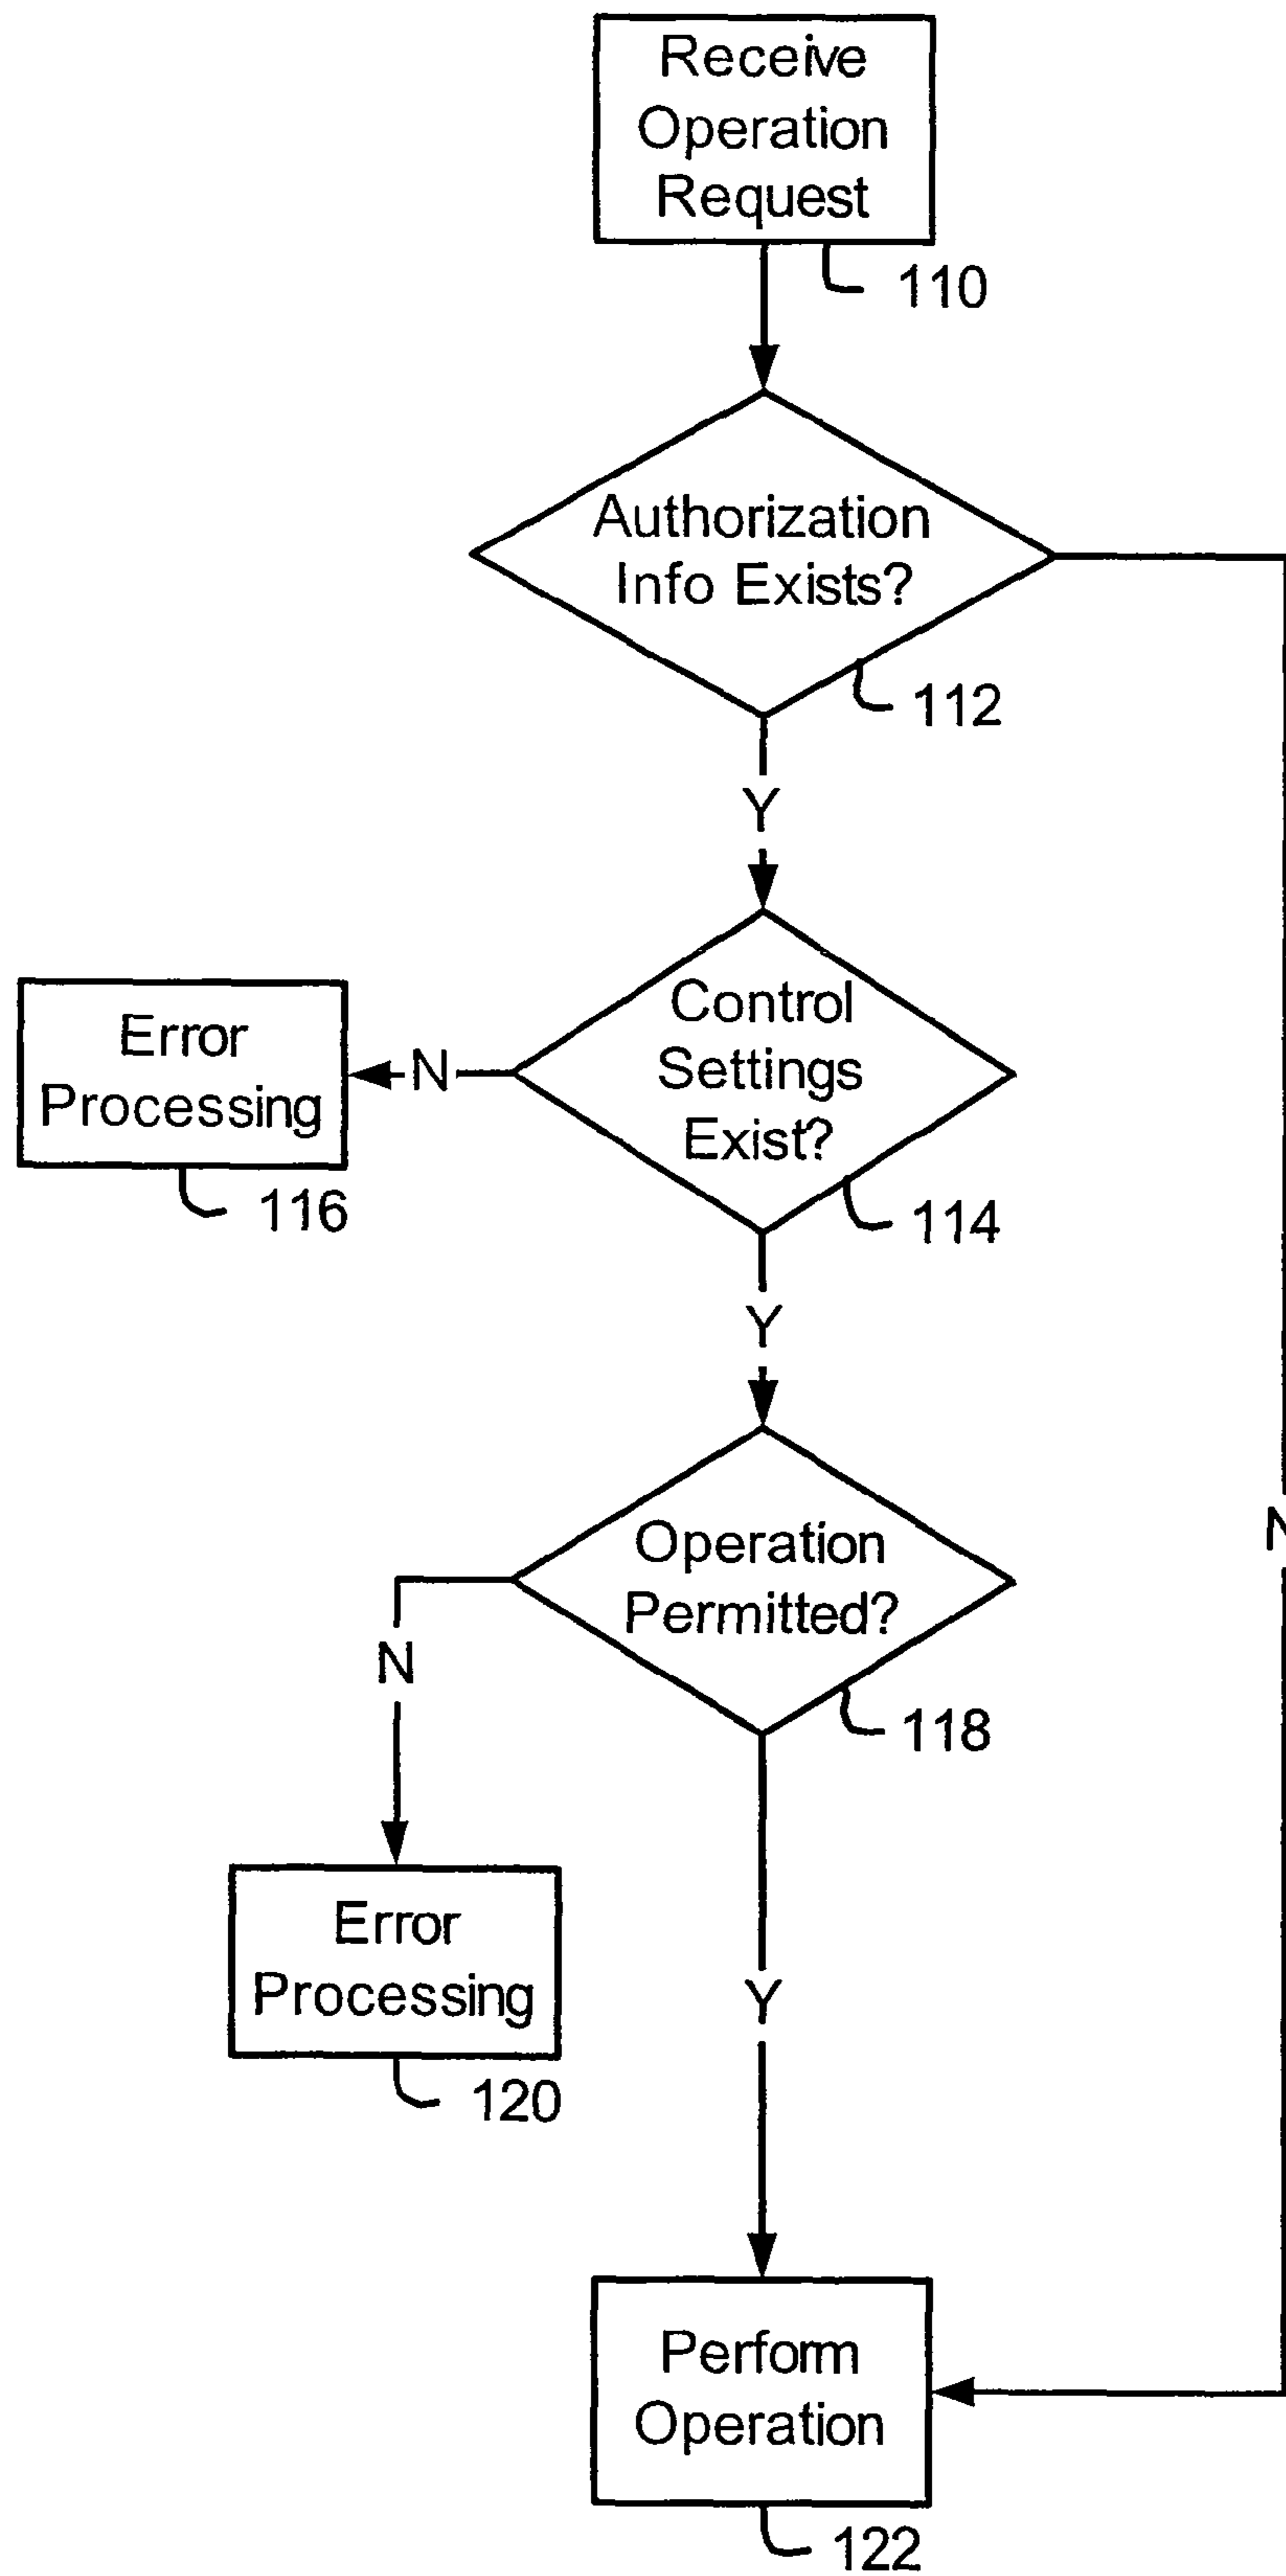 Receive
Operation
Request
110
Authorization
Info Exists?
112
Y
Control
Settings
Exist?
114
N
Error
Processing
116
Y
Operation
Permitted?
118
N
N
Error
Processing
120
Y
Perform
Operation
122